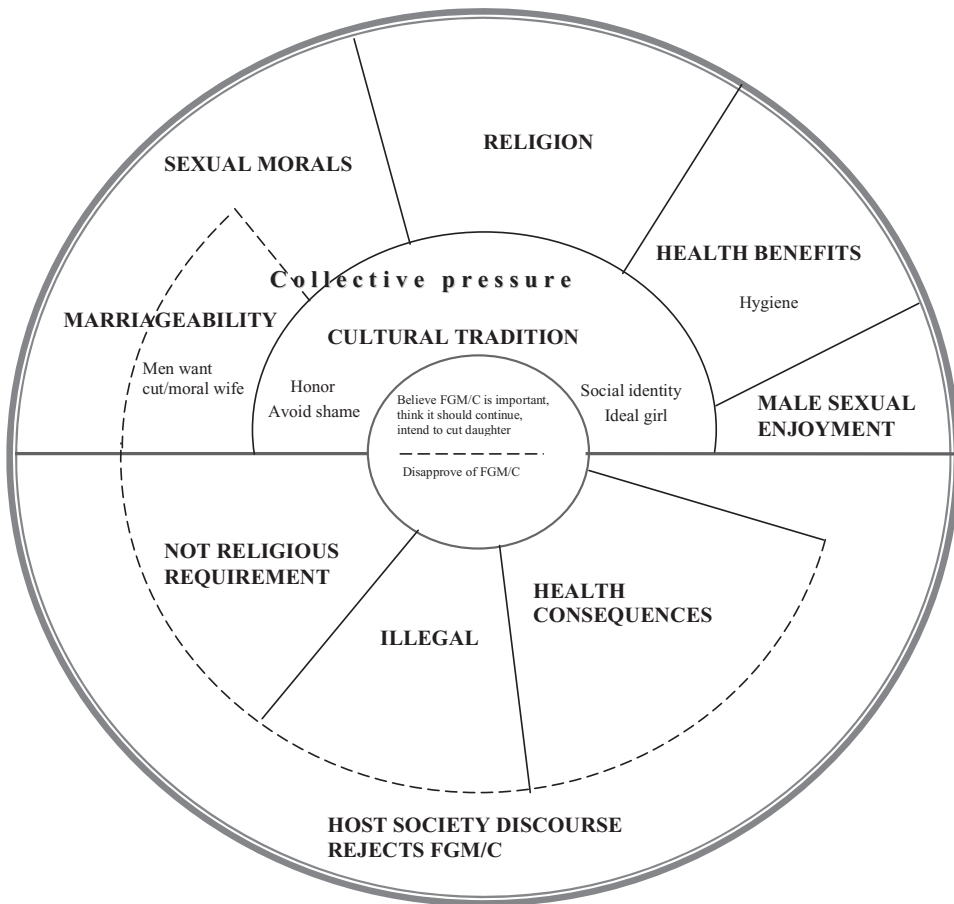 RELIGION
SEXUAL MORALS
HEALTH BENEFITS
Hygiene
Collective pressure
MARRIAGEABILITY
Men want
cut/moral wife
CULTURAL TRADITION
Honor
Avoid shame
Social identity
Ideal girl
MALE SEXUAL
ENJOYMENT
Believe FGM/C is important,
think it should continue,
intend to cut daughter
Disapprove of FGM/C
NOT RELIGIOUS
REQUIREMENT
ILLEGAL
HEALTH
CONSEQUENCES
HOST SOCIETY DISCOURSE
REJECTS FGM/C